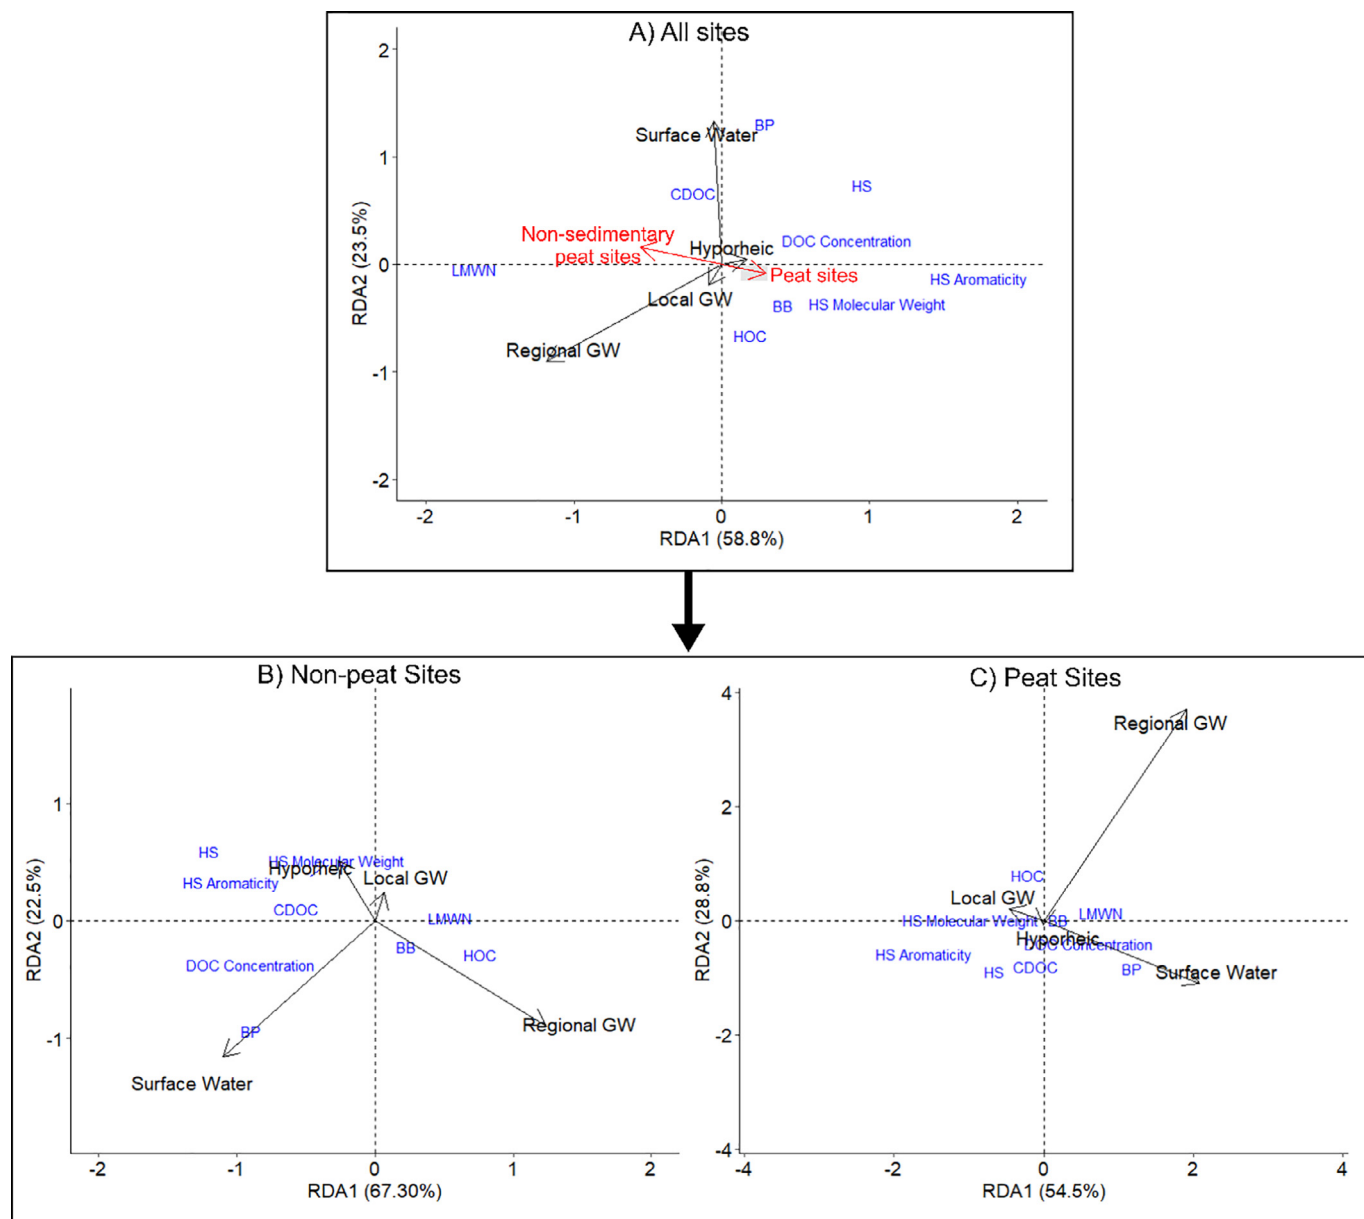 A) All sites
2
BP
Surface Water
1
HS
CDOC
Non-sedimentary
peat sites
Hyporheic
DOC Concentration
0
LMWN
Peat sites
HS Aromaticity
Local GW
BB
HS Molecular Weight
HOC
Regional GW
-1
-2
RDA2 (23.5%)
-2
-1
0
1
2
RDA1 (58.8%)
B) Non-peat Sites
1
HS
HS Molecular Weight
Hyporheic
Local GW
HS Aromaticity
CDOC
0
LMWN
BB
HOC
DOC Concentration
BP
-1
Regional GW
Surface Water
RDA2 (22.5%)
-2
-1
0
1
2
RDA1 (67.30%)
C) Peat Sites
4
Regional GW
2
HOC
Local GW
LMWN
0
HS Molecular Weight
BB
Hyporheic
DOC Concentration
HS Aromaticity
HS
CDOC
BP
Surface Water
-2
-4
RDA2 (28.8%)
-4
-2
0
2
4
RDA1 (54.5%)